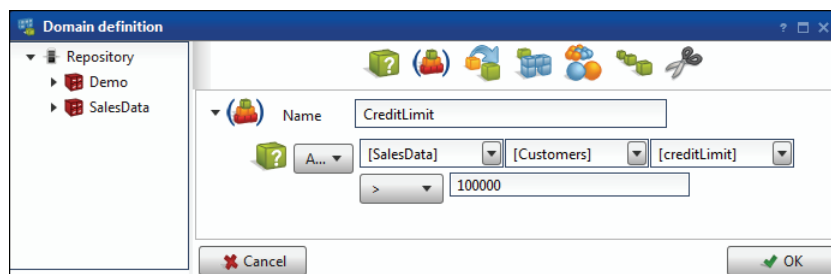 Domain definition
?
Repository
Demo
SalesData
Name CreditLimit
A... [SalesData] [Customers] [creditLimit]
> 100000
Cancel OK